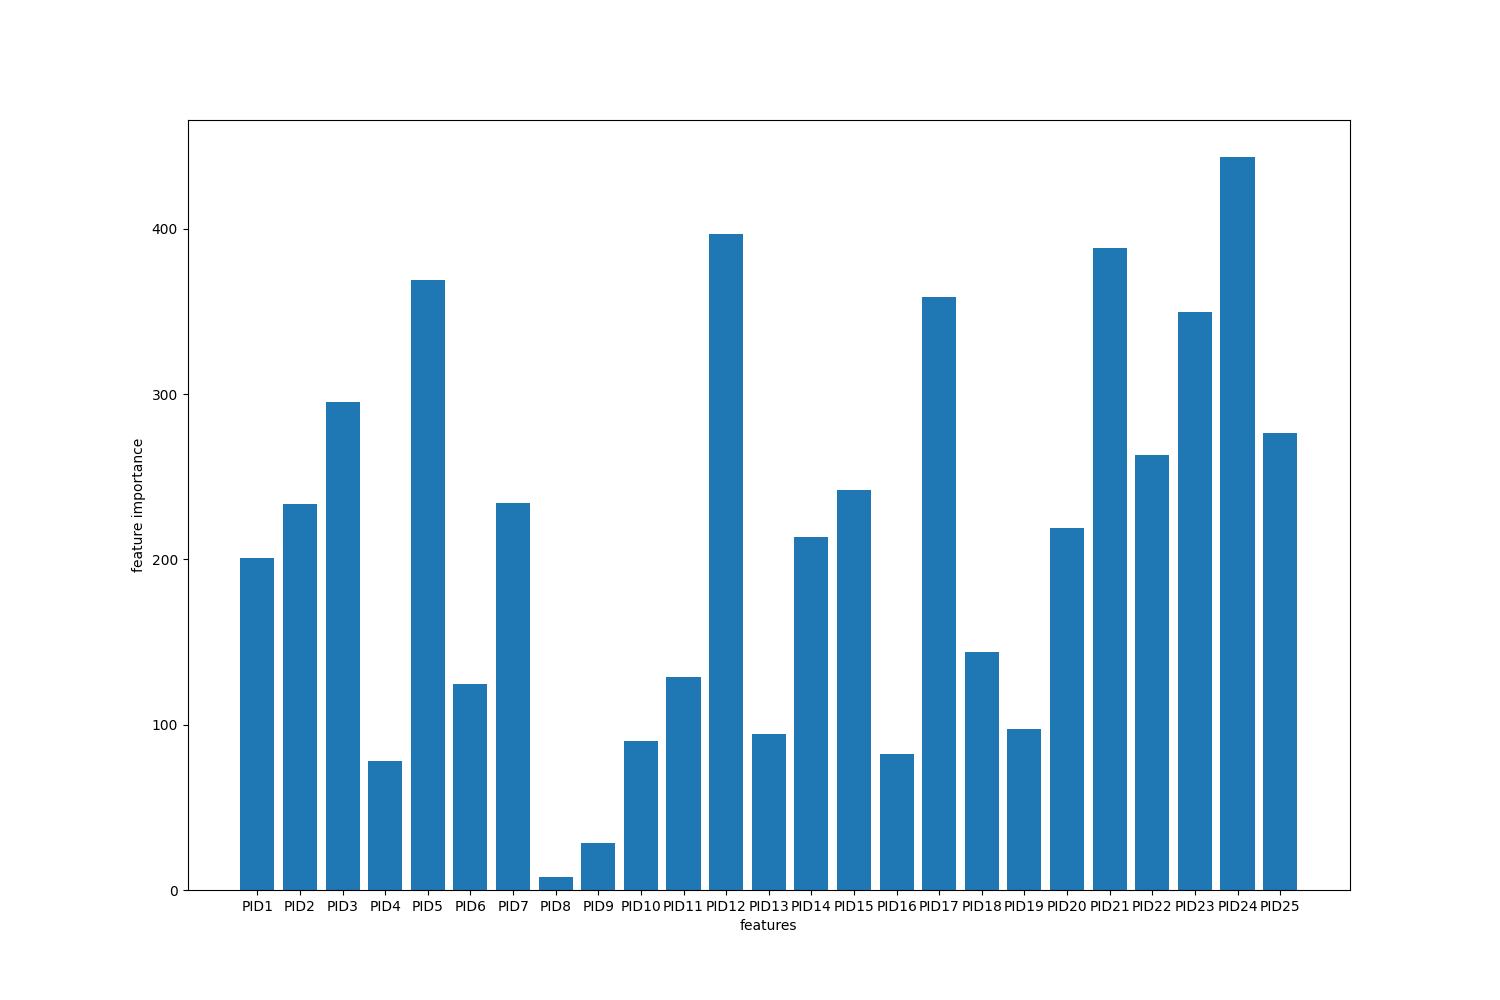 400
300
200
100
0
feature importance
PID1 PID2 PID3 PID4 PID5 PID6 PID7 PID8 PID9 PID10 PID11 PID12 PID13 PID14 PID15 PID16 PID17 PID18 PID19 PID20 PID21 PID22 PID23 PID24 PID25
features